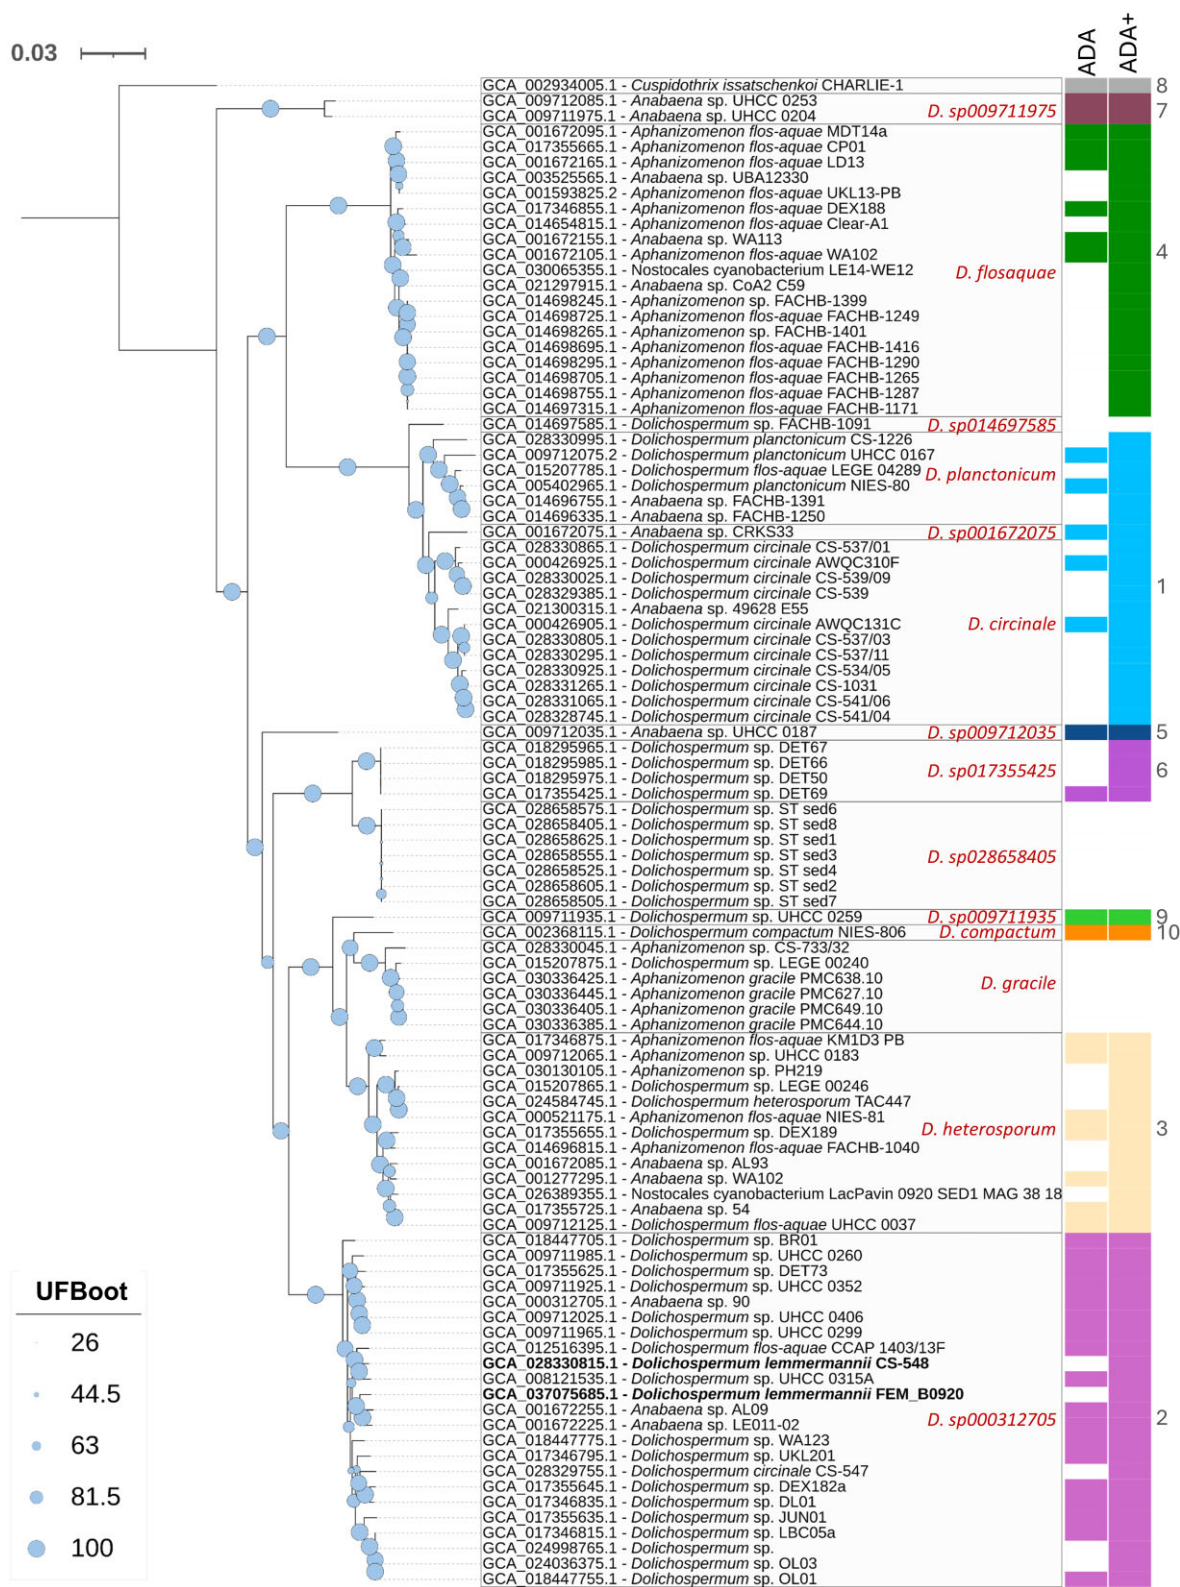 0.03
ADA
ADA+
GCA_002934005.1 - Cuspidothrix issatschenkoi CHARLIE-1
8
GCA_009712085.1 - Anabaena sp. UHCC 0253
GCA_009711975.1 - Anabaena sp. UHCC 0204
D. sp009711975
7
GCA_001672095.1 - Aphanizomenon flos-aquae MDT14a
GCA_017355665.1 - Aphanizomenon flos-aquae CP01
GCA_001672165.1 - Aphanizomenon flos-aquae LD13
GCA_003525565.1 - Anabaena sp. UBA12330
GCA_001593825.2 - Aphanizomenon flos-aquae UKL13-PB
GCA_017346855.1 - Aphanizomenon flos-aquae DEX188
GCA_014654815.1 - Aphanizomenon flos-aquae Clear-A1
GCA_001672155.1 - Anabaena sp. WA113
GCA_001672105.1 - Aphanizomenon flos-aquae WA102
GCA_030065355.1 - Nostocales cyanobacterium LE14-WE12
D. flosaquae
4
GCA_021297915.1 - Anabaena sp. CoA2 C59
GCA_014698245.1 - Aphanizomenon sp. FACHB-1399
GCA_014698725.1 - Aphanizomenon flos-aquae FACHB-1249
GCA_014698265.1 - Aphanizomenon sp. FACHB-1401
GCA_014698695.1 - Aphanizomenon flos-aquae FACHB-1416
GCA_014698295.1 - Aphanizomenon flos-aquae FACHB-1290
GCA_014698705.1 - Aphanizomenon flos-aquae FACHB-1265
GCA_014698755.1 - Aphanizomenon flos-aquae FACHB-1287
GCA_014697315.1 - Aphanizomenon flos-aquae FACHB-1171
GCA_014697585.1 - Dolichospermum sp. FACHB-1091
D. sp014697585
GCA_028330995.1 - Dolichospermum planctonicum CS-1226
GCA_009712075.2 - Dolichospermum planctonicum UHCC 0167
GCA_015207785.1 - Dolichospermum flos-aquae LEGE 04289
D. planctonicum
GCA_005402965.1 - Dolichospermum planctonicum NIES-80
GCA_014696755.1 - Anabaena sp. FACHB-1391
GCA_014696335.1 - Anabaena sp. FACHB-1250
GCA_001672075.1 - Anabaena sp. CRKS33
D. sp001672075
GCA_028330865.1 - Dolichospermum circinale CS-537/01
GCA_000426925.1 - Dolichospermum circinale AWQC310F
GCA_028330025.1 - Dolichospermum circinale CS-539/09
1
GCA_028329385.1 - Dolichospermum circinale CS-539
GCA_021300315.1 - Anabaena sp. 49628 E55
GCA_000426905.1 - Dolichospermum circinale AWQC131C
D. circinale
GCA_028330805.1 - Dolichospermum circinale CS-537/03
GCA_028330295.1 - Dolichospermum circinale CS-537/11
GCA_028330925.1 - Dolichospermum circinale CS-534/05
GCA_028331265.1 - Dolichospermum circinale CS-1031
GCA_028331065.1 - Dolichospermum circinale CS-541/06
GCA_028328745.1 - Dolichospermum circinale CS-541/04
GCA_009712035.1 - Anabaena sp. UHCC 0187
D. sp009712035
5
GCA_018295965.1 - Dolichospermum sp. DET67
GCA_018295985.1 - Dolichospermum sp. DET66
D. sp017355425
6
GCA_018295975.1 - Dolichospermum sp. DET50
GCA_017355425.1 - Dolichospermum sp. DET69
GCA_028658575.1 - Dolichospermum sp. ST sed6
GCA_028658405.1 - Dolichospermum sp. ST sed8
GCA_028658625.1 - Dolichospermum sp. ST sed1
GCA_028658555.1 - Dolichospermum sp. ST sed3
D. sp028658405
GCA_028658525.1 - Dolichospermum sp. ST sed4
GCA_028658605.1 - Dolichospermum sp. ST sed2
GCA_028658505.1 - Dolichospermum sp. ST sed7
GCA_009711935.1 - Dolichospermum sp. UHCC 0259
D. sp009711935
9
GCA_002368115.1 - Dolichospermum compactum NIES-806
D. compactum
10
GCA_028330045.1 - Aphanizomenon sp. CS-733/32
GCA_015207875.1 - Dolichospermum sp. LEGE 00240
GCA_030336425.1 - Aphanizomenon gracile PMC638.10
D. gracile
GCA_030336445.1 - Aphanizomenon gracile PMC627.10
GCA_030336405.1 - Aphanizomenon gracile PMC649.10
GCA_030336385.1 - Aphanizomenon gracile PMC644.10
GCA_017346875.1 - Aphanizomenon flos-aquae KM1D3 PB
GCA_009712065.1 - Aphanizomenon sp. UHCC 0183
GCA_030130105.1 - Aphanizomenon sp. PH219
GCA_015207865.1 - Dolichospermum sp. LEGE 00246
GCA_024584745.1 - Dolichospermum heterosporum TAC447
GCA_000521175.1 - Aphanizomenon flos-aquae NIES-81
GCA_017355655.1 - Dolichospermum sp. DEX189
D. heterosporum
3
GCA_014696815.1 - Aphanizomenon flos-aquae FACHB-1040
GCA_001672085.1 - Anabaena sp. AL93
GCA_001277295.1 - Anabaena sp. WA102
GCA_026389355.1 - Nostocales cyanobacterium LacPavin 0920 SED1 MAG 38 18
GCA_017355725.1 - Anabaena sp. 54
GCA_009712125.1 - Dolichospermum flos-aquae UHCC 0037
GCA_018447705.1 - Dolichospermum sp. BR01
GCA_009711985.1 - Dolichospermum sp. UHCC 0260
GCA_017355625.1 - Dolichospermum sp. DET73
GCA_009711925.1 - Dolichospermum sp. UHCC 0352
GCA_000312705.1 - Anabaena sp. 90
GCA_009712025.1 - Dolichospermum sp. UHCC 0406
GCA_009711965.1 - Dolichospermum sp. UHCC 0299
GCA_012516395.1 - Dolichospermum flos-aquae CCAP 1403/13F
GCA_028330815.1 - Dolichospermum lemmermannii CS-548
GCA_008121535.1 - Dolichospermum sp. UHCC 0315A
GCA_037075685.1 - Dolichospermum lemmermannii FEM_B0920
GCA_001672255.1 - Anabaena sp. AL09
D. sp000312705
2
GCA_001672225.1 - Anabaena sp. LE011-02
GCA_018447775.1 - Dolichospermum sp. WA123
GCA_017346795.1 - Dolichospermum sp. UKL201
GCA_028329755.1 - Dolichospermum circinale CS-547
GCA_017355645.1 - Dolichospermum sp. DEX182a
GCA_017346835.1 - Dolichospermum sp. DL01
GCA_017355635.1 - Dolichospermum sp. JUN01
GCA_017346815.1 - Dolichospermum sp. LBC05a
GCA_024998765.1 - Dolichospermum sp.
GCA_024036375.1 - Dolichospermum sp. OL03
GCA_018447755.1 - Dolichospermum sp. OL01
UFBoot
26
44.5
63
81.5
100